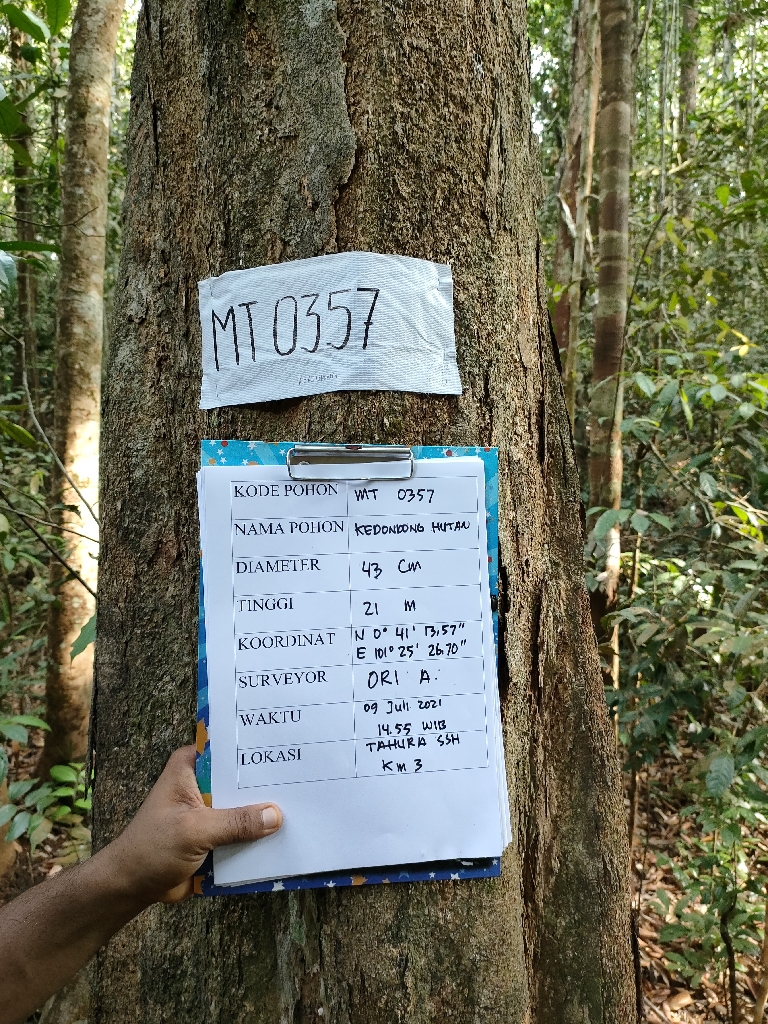 MT 0357
KODE POHON MT 0357
NAMA POHON KEDONDONG HUTAN
DIAMETER 43 Cm
TINGGI 21 M
KOORDINAT N 0° 41' 13,57"
E 101° 25' 26.70"
SURVEYOR ORI A.
WAKTU 09 Juli 2021
14.55 WIB
LOKASI TAHURA SSH
Km 3